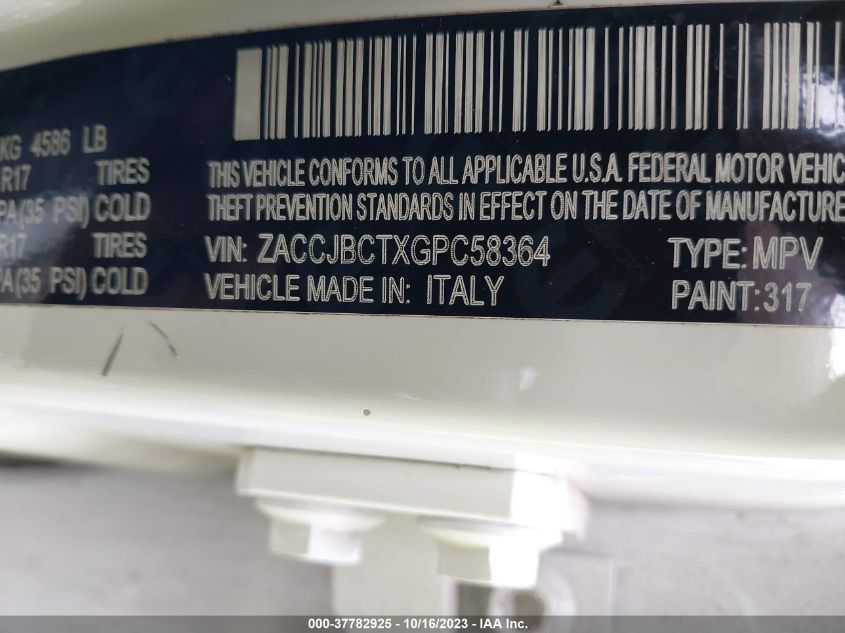 KG 4586 LB
R17 TIRES
PA (35 PSI) COLD
R17 TIRES
PA (35 PSI) COLD
THIS VEHICLE CONFORMS TO ALL APPLICABLE U.S.A. FEDERAL MOTOR VEHIC
THEFT PREVENTION STANDARDS IN EFFECT ON THE DATE OF MANUFACTURE
VIN: ZACCJBCTXGPC58364 TYPE: MPV
VEHICLE MADE IN: ITALY PAINT: 317
000-37782925 - 10/16/2023 - IAA Inc.